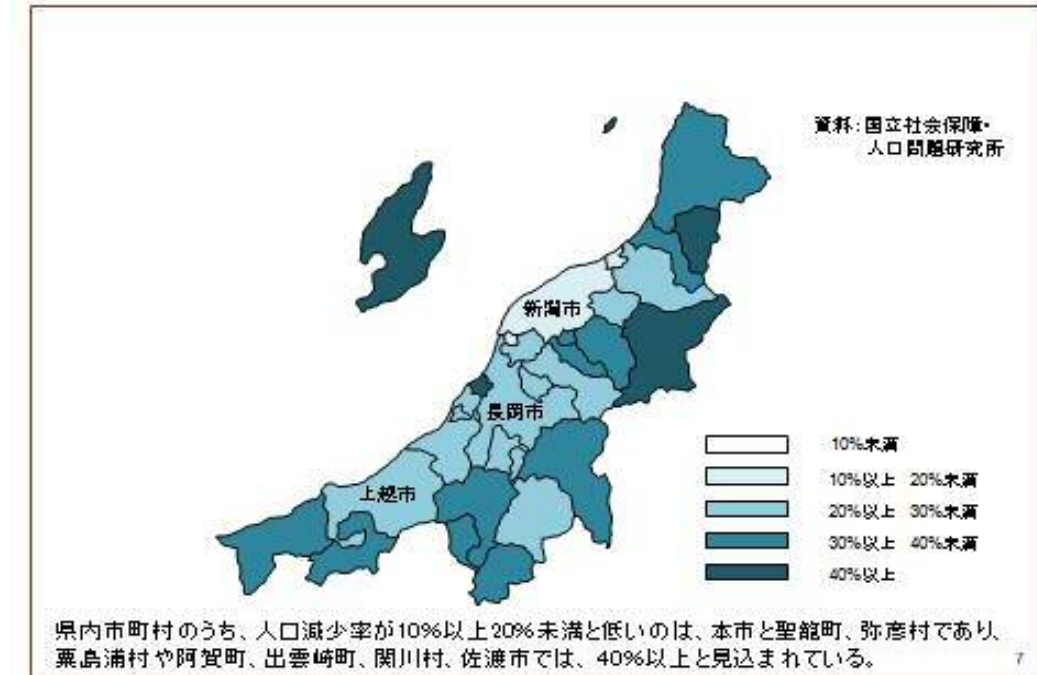 資料：国立社会保障・
人口問題研究所
新潟市
長岡市
上越市
10%未満
10%以上 20%未満
20%以上 30%未満
30%以上 40%未満
40%以上
県内市町村のうち、人口減少率が10%以上20%未満と低いのは、本市と聖籠町、弥彦村であり、
粟島浦村や阿賀町、出雲崎町、関川村、佐渡市では、40%以上と見込まれている。
7